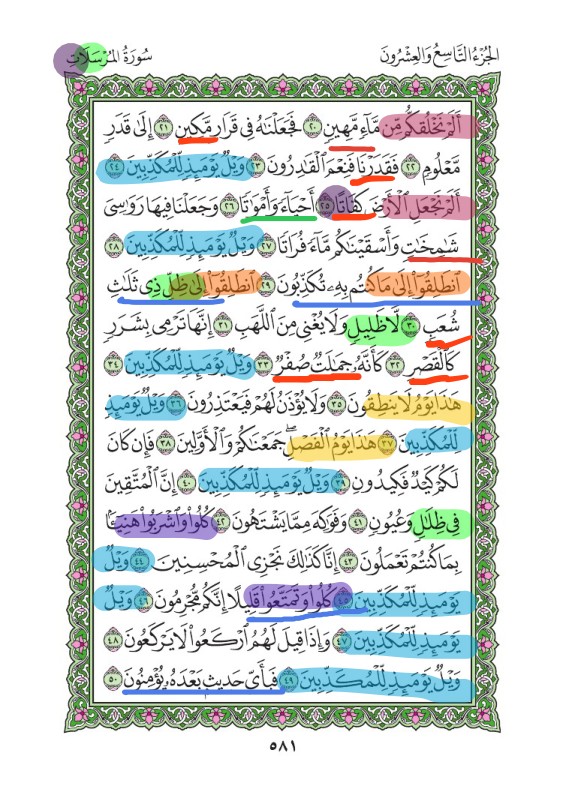 سُورَةُ المُرْسَلَاتِ الجُزْءُ التَّاسِعُ وَالعِشْرُونَ
أَلَمْ نَخْلُقكُّم مِّن مَّآءٖ مَّهِينٖ ٢٠ فَجَعَلْنَٰهُ فِي قَرَارٖ مَّكِينٍ ٢١ إِلَىٰ قَدَرٖ
مَّعْلُومٖ ٢٢ فَقَدَرْنَا فَنِعْمَ ٱلْقَٰدِرُونَ ٢٣ وَيْلٞ يَوْمَئِذٖ لِّلْمُكَذِّبِينَ ٢٤
أَلَمْ نَجْعَلِ ٱلْأَرْضَ كِفَاتًا ٢٥ أَحْيَآءٗ وَأَمْوَٰتٗا ٢٦ وَجَعَلْنَا فِيهَا رَوَٰسِيَ
شَٰمِخَٰتٖ وَأَسْقَيْنَٰكُم مَّآءٗ فُرَاتٗا ٢٧ وَيْلٞ يَوْمَئِذٖ لِّلْمُكَذِّبِينَ ٢٨
ٱنطَلِقُوٓا۟ إِلَىٰ مَا كُنتُم بِهِۦ تُكَذِّبُونَ ٢٩ ٱنطَلِقُوٓا۟ إِلَىٰ ظِلّٖ ذِي ثَلَٰثِ
شُعَبٖ ٣٠ لَّا ظَلِيلٖ وَلَا يُغْنِي مِنَ ٱللَّهَبِ ٣١ إِنَّهَا تَرْمِي بِشَرَرٖ
كَٱلْقَصْرِ ٣٢ كَأَنَّهُۥ جِمَٰلَتٞ صُفْرٞ ٣٣ وَيْلٞ يَوْمَئِذٖ لِّلْمُكَذِّبِينَ ٣٤
هَٰذَا يَوْمُ لَا يَنطِقُونَ ٣٥ وَلَا يُؤْذَنُ لَهُمْ فَيَعْتَذِرُونَ ٣٦ وَيْلٞ يَوْمَئِذٖ
لِّلْمُكَذِّبِينَ ٣٧ هَٰذَا يَوْمُ ٱلْفَصْلِۖ جَمَعْنَٰكُمْ وَٱلْأَوَّلِينَ ٣٨ فَإِن كَانَ
لَكُمْ كَيْدٞ فَكِيدُونِ ٣٩ وَيْلٞ يَوْمَئِذٖ لِّلْمُكَذِّبِينَ ٤٠ إِنَّ ٱلْمُتَّقِينَ
فِي ظِلَٰلٖ وَعُيُونٖ ٤١ وَفَوَٰكِهَ مِمَّا يَشْتَهُونَ ٤٢ كُلُوا۟ وَٱشْرَبُوا۟ هَنِيٓـَٔۢا
بِمَا كُنتُمْ تَعْمَلُونَ ٤٣ إِنَّا كَذَٰلِكَ نَجْزِي ٱلْمُحْسِنِينَ ٤٤ وَيْلٞ
يَوْمَئِذٖ لِّلْمُكَذِّبِينَ ٤٥ كُلُوا۟ وَتَمَتَّعُوا۟ قَلِيلًا إِنَّكُم مُّجْرِمُونَ ٤٦ وَيْلٞ
يَوْمَئِذٖ لِّلْمُكَذِّبِينَ ٤٧ وَإِذَا قِيلَ لَهُمُ ٱرْكَعُوا۟ لَا يَرْكَعُونَ ٤٨
وَيْلٞ يَوْمَئِذٖ لِّلْمُكَذِّبِينَ ٤٩ فَبِأَيِّ حَدِيثِۭ بَعْدَهُۥ يُؤْمِنُونَ ٥٠
٥٨١